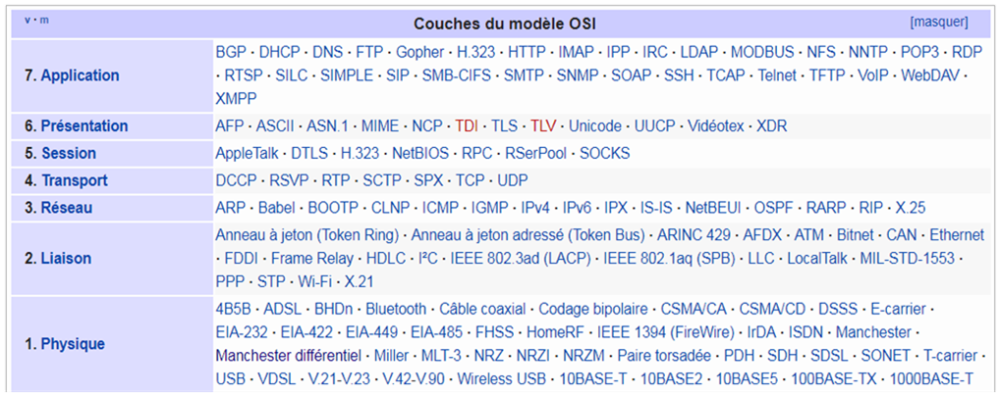 v · m Couches du modèle OSI [masquer]
7. Application
BGP · DHCP · DNS · FTP · Gopher · H.323 · HTTP · IMAP · IPP · IRC · LDAP · MODBUS · NFS · NNTP · POP3 · RDP
· RTSP · SILC · SIMPLE · SIP · SMB-CIFS · SMTP · SNMP · SOAP · SSH · TCAP · Telnet · TFTP · VoIP · WebDAV ·
XMPP
6. Présentation
AFP · ASCII · ASN.1 · MIME · NCP · TDI · TLS · TLV · Unicode · UUCP · Vidéotex · XDR
5. Session
AppleTalk · DTLS · H.323 · NetBIOS · RPC · RSerPool · SOCKS
4. Transport
DCCP · RSVP · RTP · SCTP · SPX · TCP · UDP
3. Réseau
ARP · Babel · BOOTP · CLNP · ICMP · IGMP · IPv4 · IPv6 · IPX · IS-IS · NetBEUI · OSPF · RARP · RIP · X.25
2. Liaison
Anneau à jeton (Token Ring) · Anneau à jeton adressé (Token Bus) · ARINC 429 · AFDX · ATM · Bitnet · CAN · Ethernet
· FDDI · Frame Relay · HDLC · I²C · IEEE 802.3ad (LACP) · IEEE 802.1aq (SPB) · LLC · LocalTalk · MIL-STD-1553 ·
PPP · STP · Wi-Fi · X.21
1. Physique
4B5B · ADSL · BHDn · Bluetooth · Câble coaxial · Codage bipolaire · CSMA/CA · CSMA/CD · DSSS · E-carrier ·
EIA-232 · EIA-422 · EIA-449 · EIA-485 · FHSS · HomeRF · IEEE 1394 (FireWire) · IrDA · ISDN · Manchester ·
Manchester différentiel · Miller · MLT-3 · NRZ · NRZI · NRZM · Paire torsadée · PDH · SDH · SDSL · SONET · T-carrier ·
USB · VDSL · V.21-V.23 · V.42-V.90 · Wireless USB · 10BASE-T · 10BASE2 · 10BASE5 · 100BASE-TX · 1000BASE-T